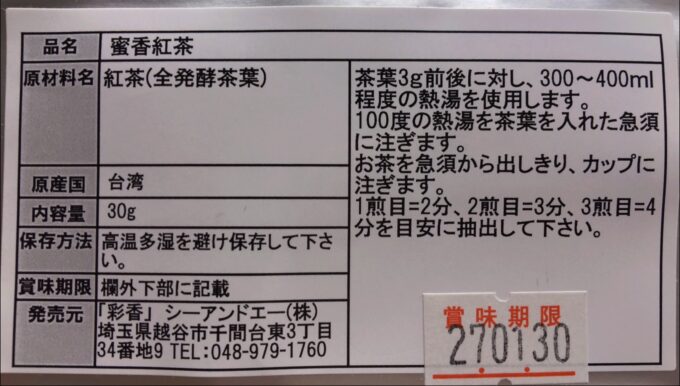 品名 蜜香紅茶
原材料名 紅茶(全発酵茶葉)
原産国 台湾
内容量 30g
保存方法 高温多湿を避け保存して下さ
い。
賞味期限 欄外下部に記載
発売元 「彩香」 シーアンドエー(株)
埼玉県越谷市千間台東3丁目
34番地9 TEL:048-979-1760
茶葉3g前後に対し、300～400ml
程度の熱湯を使用します。
100度の熱湯を茶葉を入れた急須
に注ぎます。
お茶を急須から出しきり、カップに
注ぎます。
1煎目=2分、2煎目=3分、3煎目=4
分を目安に抽出して下さい。
賞味期限
270130